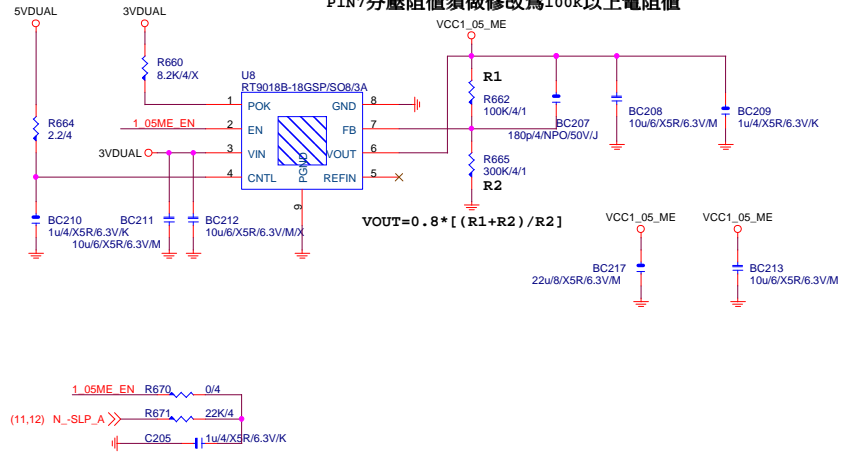 PIN7分壓阻值須做修改為100K以上電阻值
5VDUAL
3VDUAL
VCC1_05_ME
R660
8.2K/4/X
U8
RT9018B-18GSP/SO8/3A
R1
R662
100K/4/1
BC207
180p/4/NPO/50V/J
BC208
10u/6/X5R/6.3V/M
BC209
1u/4/X5R/6.3V/K
1 POK
GND 8
R664
2.2/4
1_05ME_EN
2 EN
FB 7
3VDUAL
3 VIN
VOUT 6
4 CNTL
REFIN 5
PGND
9
R665
300K/4/1
R2
BC210
1u/4/X5R/6.3V/K
BC211
10u/6/X5R/6.3V/M
BC212
10u/6/X5R/6.3V/M/X
VOUT=0.8*[(R1+R2)/R2]
VCC1_05_ME
VCC1_05_ME
BC217
22u/8/X5R/6.3V/M
BC213
10u/6/X5R/6.3V/M
1_05ME_EN R670 0/4
(11,12) N_-SLP_A R671 22K/4
C205 1u/4/X5R/6.3V/K